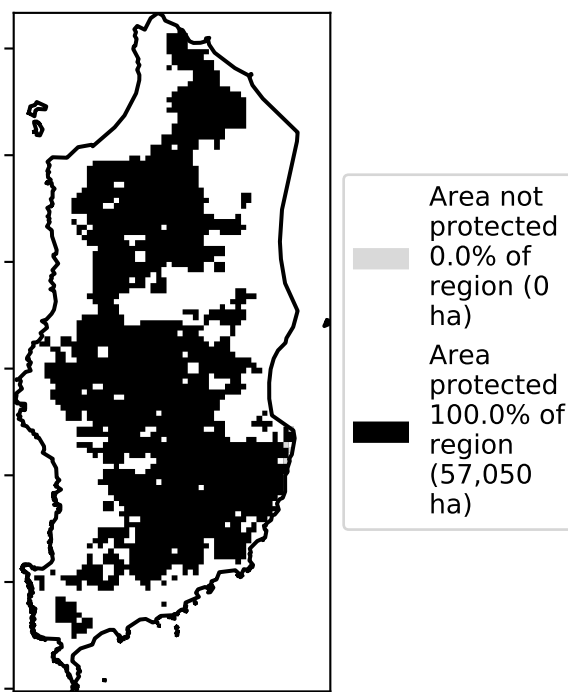 Area not
protected
0.0% of
region (0
ha)
Area
protected
100.0% of
region
(57,050
ha)